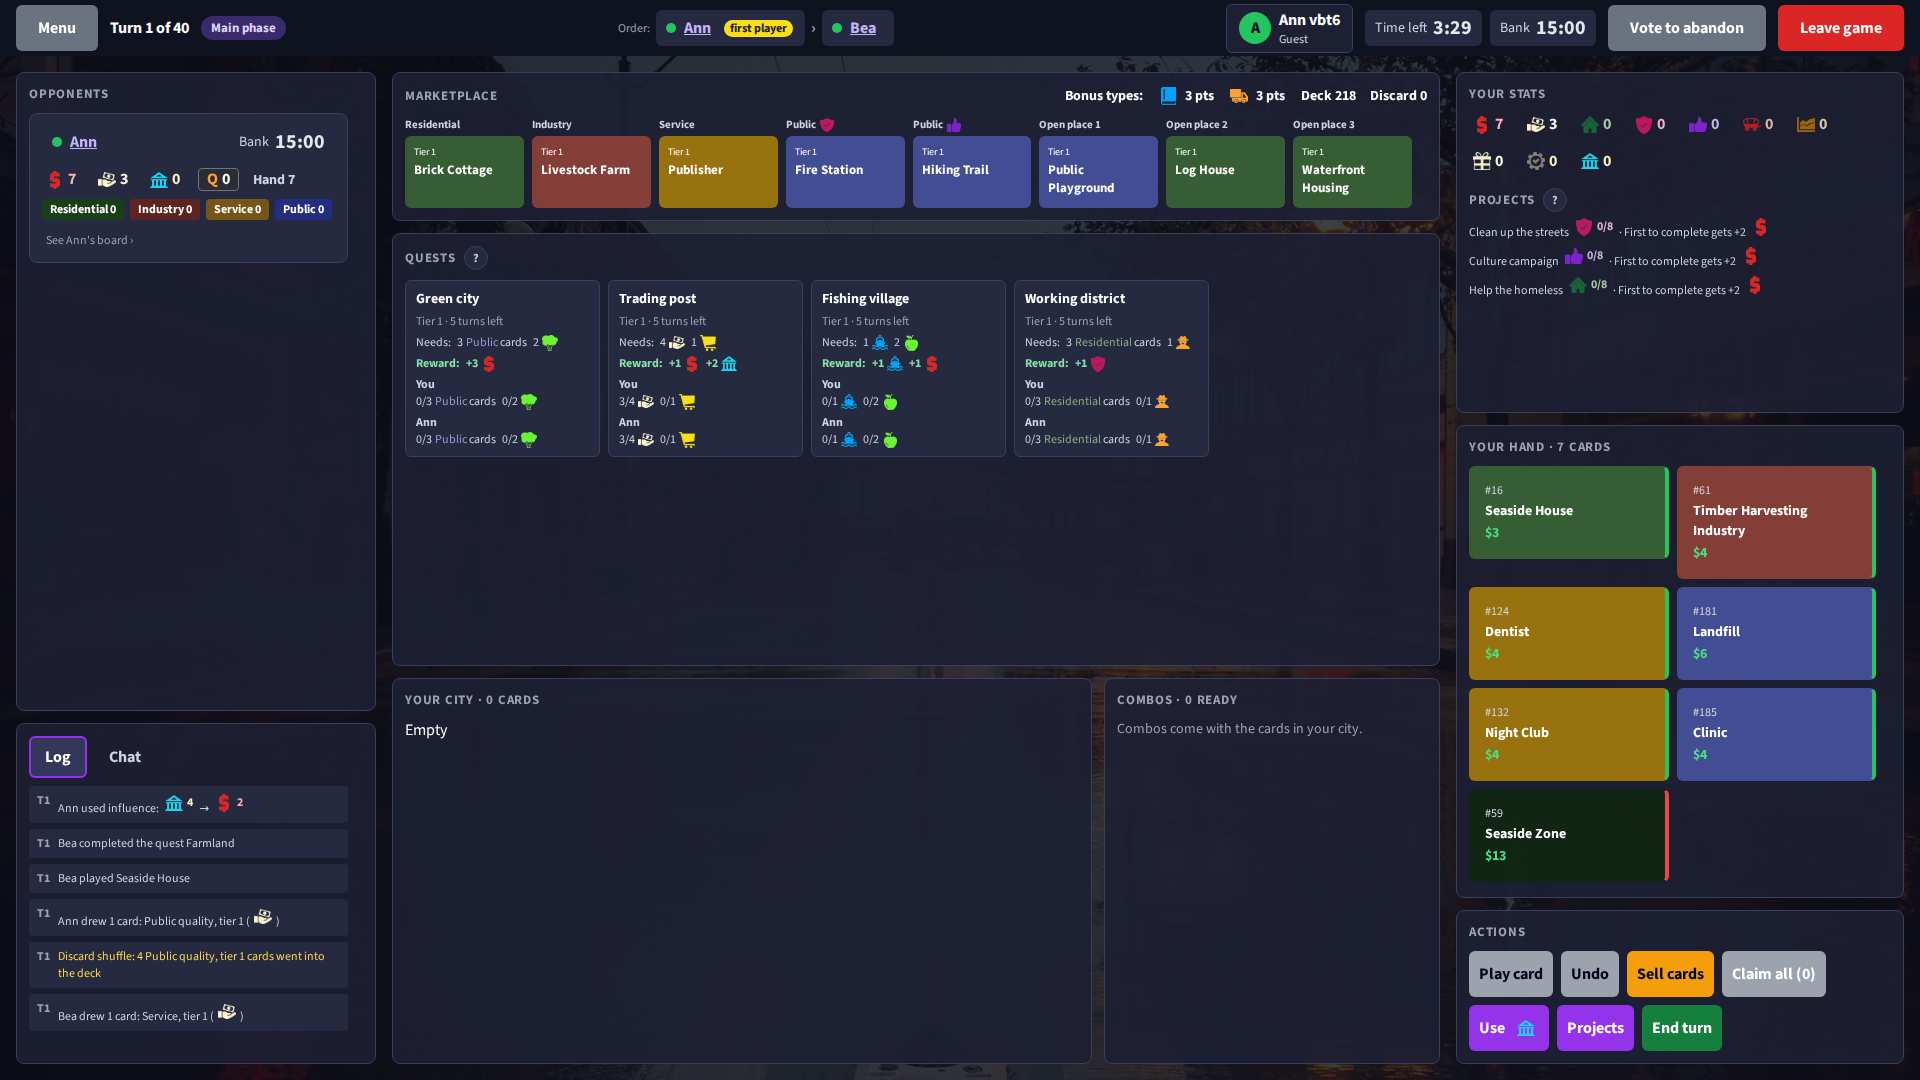 Menu
Turn 1 of 40
Main phase
Order:
Ann
first player
›
Bea
A
Ann vbt6
Guest
Time left 3:29
Bank 15:00
Vote to abandon
Leave game
OPPONENTS
Ann
Bank 15:00
7
3
0
Q 0
Hand 7
Residential 0
Industry 0
Service 0
Public 0
See Ann's board ›
MARKETPLACE
Bonus types:
3 pts
3 pts
Deck 218
Discard 0
Residential
Industry
Service
Public
Public
Open place 1
Open place 2
Open place 3
Tier 1
Brick Cottage
Tier 1
Livestock Farm
Tier 1
Publisher
Tier 1
Fire Station
Tier 1
Hiking Trail
Tier 1
Public
Playground
Tier 1
Log House
Tier 1
Waterfront
Housing
QUESTS
?
Green city
Tier 1 · 5 turns left
Needs: 3 Public cards 2
Reward: +3
You
0/3 Public cards 0/2
Ann
0/3 Public cards 0/2
Trading post
Tier 1 · 5 turns left
Needs: 4 1
Reward: +1 +2
You
3/4 0/1
Ann
3/4 0/1
Fishing village
Tier 1 · 5 turns left
Needs: 1 2
Reward: +1 +1
You
0/1 0/2
Ann
0/1 0/2
Working district
Tier 1 · 5 turns left
Needs: 3 Residential cards 1
Reward: +1
You
0/3 Residential cards 0/1
Ann
0/3 Residential cards 0/1
YOUR CITY · 0 CARDS
Empty
COMBOS · 0 READY
Combos come with the cards in your city.
Log
Chat
T1 Ann used influence: 4 → 2
T1 Bea completed the quest Farmland
T1 Bea played Seaside House
T1 Ann drew 1 card: Public quality, tier 1 ( )
T1 Discard shuffle: 4 Public quality, tier 1 cards went into
the deck
T1 Bea drew 1 card: Service, tier 1 ( )
YOUR STATS
7
3
0
0
0
0
0
0
0
0
PROJECTS
?
Clean up the streets 0/8 · First to complete gets +2
Culture campaign 0/8 · First to complete gets +2
Help the homeless 0/8 · First to complete gets +2
YOUR HAND · 7 CARDS
#16
Seaside House
$3
#61
Timber Harvesting
Industry
$4
#124
Dentist
$4
#181
Landfill
$6
#132
Night Club
$4
#185
Clinic
$4
#59
Seaside Zone
$13
ACTIONS
Play card
Undo
Sell cards
Claim all (0)
Use
Projects
End turn